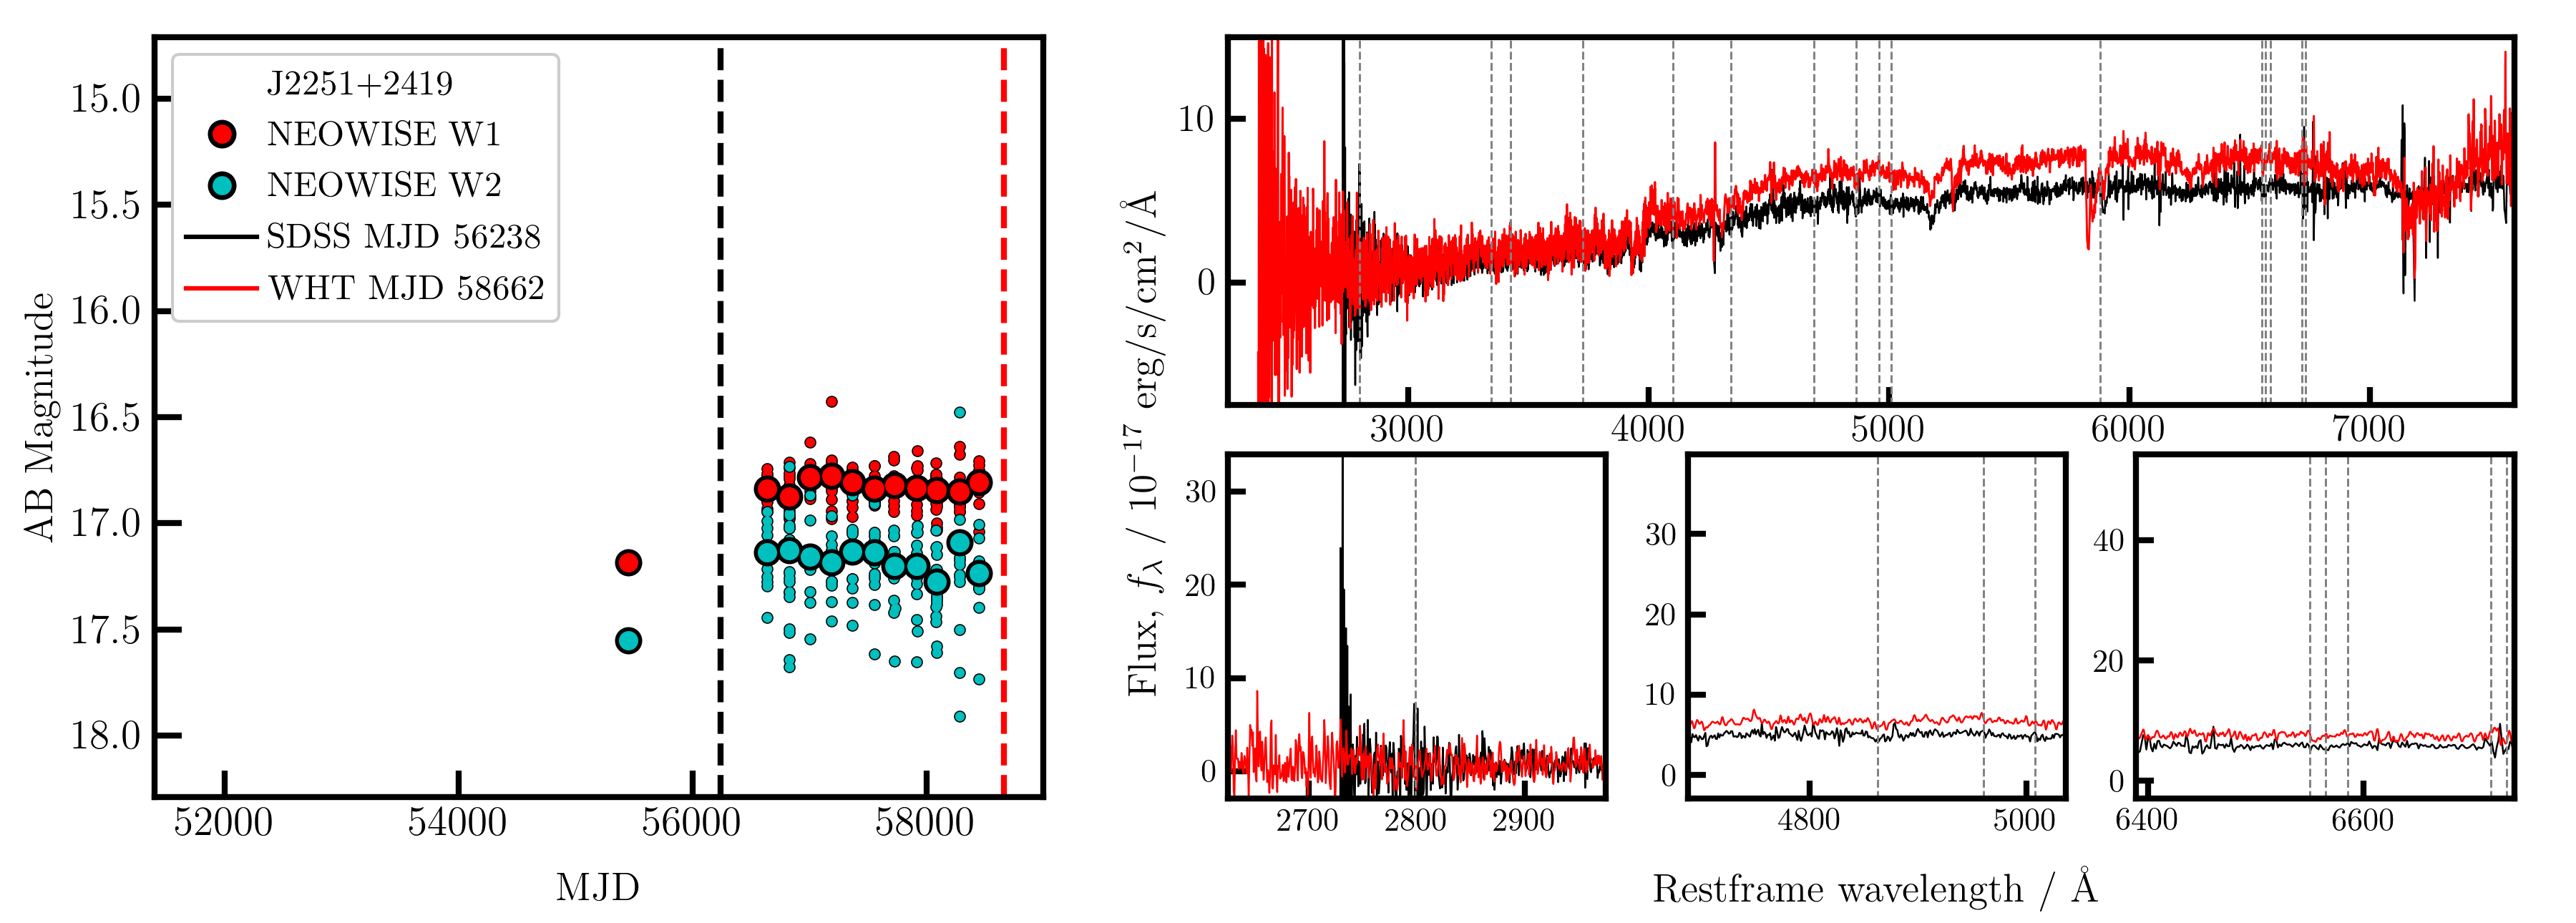 AB Magnitude
15.0
15.5
16.0
16.5
17.0
17.5
18.0
J2251+2419
NEOWISE W1
NEOWISE W2
SDSS MJD 56238
WHT MJD 58662
52000 54000 56000 58000
MJD
Flux, fλ / 10⁻¹⁷ erg/s/cm² /Å
10
0
3000 4000 5000 6000 7000
30
20
10
0
2700 2800 2900
30
20
10
0
4800 5000
40
20
0
6400 6600
Restframe wavelength / Å